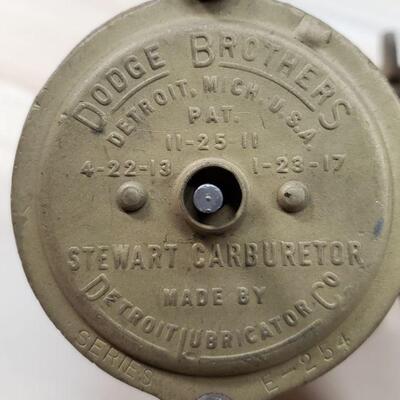 DODGE BROTHERS
DETROIT, MICH. U.S.A.
PAT.
11-25-11
4-22-13 1-23-17
STEWART CARBURETOR
MADE BY
DETROIT LUBRICATOR CO
SERIES E-254